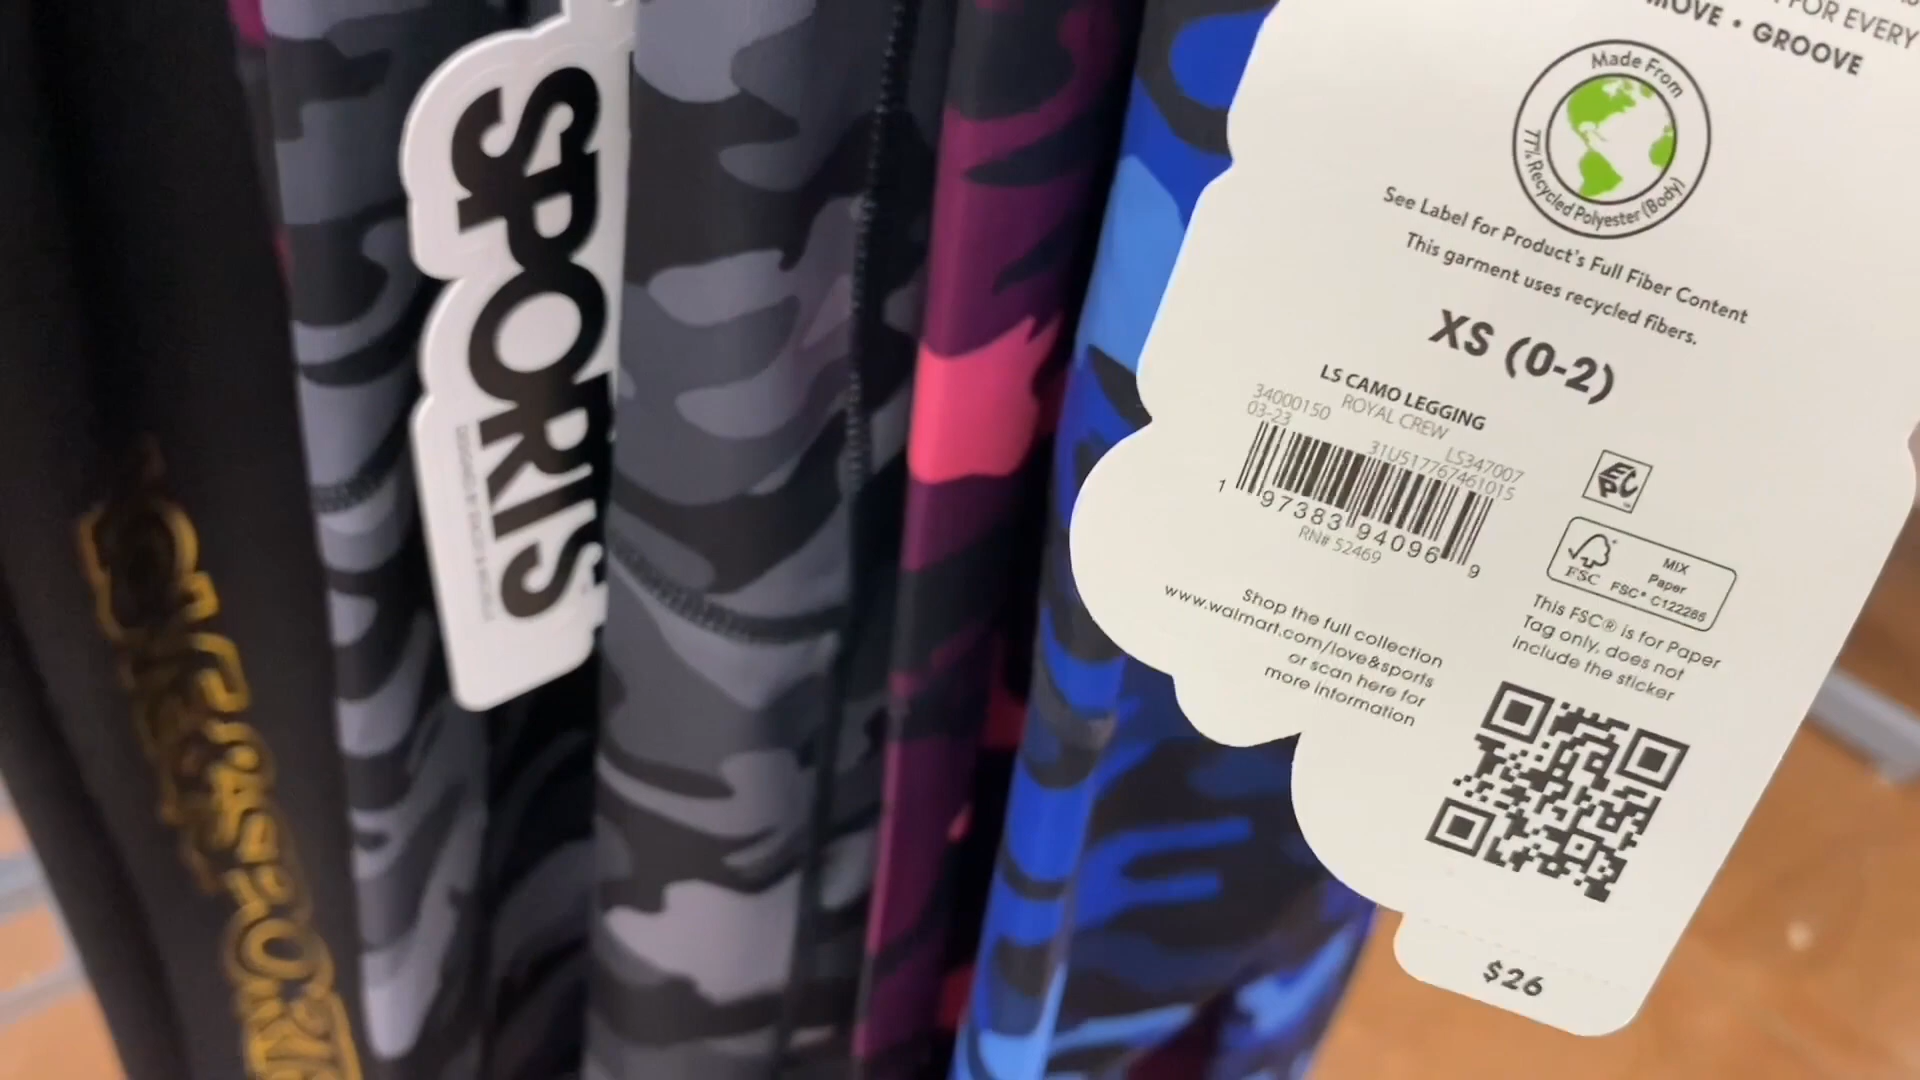 SPORTS
MOVE • GROOVE
FOR EVERY
Made From
77% Recycled Polyester (Body)
See Label for Product's Full Fiber Content
This garment uses recycled fibers.
XS (0-2)
LS CAMO LEGGING
34000150 ROYAL CREW
03-23
LS347007
31U517767461015
1 97383 94096 9
RN# 52469
EPC
FSC
MIX
Paper
FSC® C122285
This FSC® is for Paper
Tag only, does not
include the sticker
Shop the full collection
www.walmart.com/love&sports
or scan here for
more information
$26